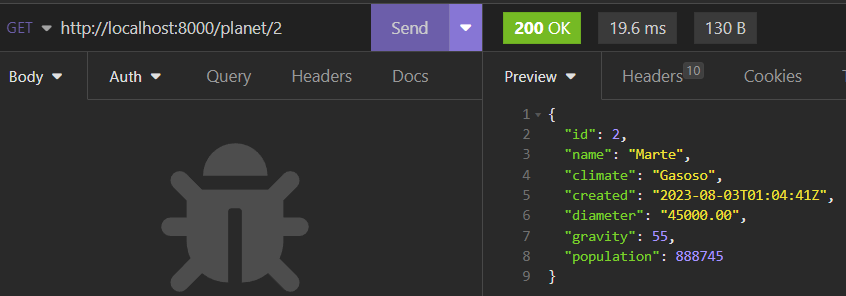 GET http://localhost:8000/planet/2 Send 200 OK 19.6 ms 130 B
Body Auth Query Headers Docs Preview Headers 10 Cookies
1 {
2 "id": 2,
3 "name": "Marte",
4 "climate": "Gasoso",
5 "created": "2023-08-03T01:04:41Z",
6 "diameter": "45000.00",
7 "gravity": 55,
8 "population": 888745
9 }